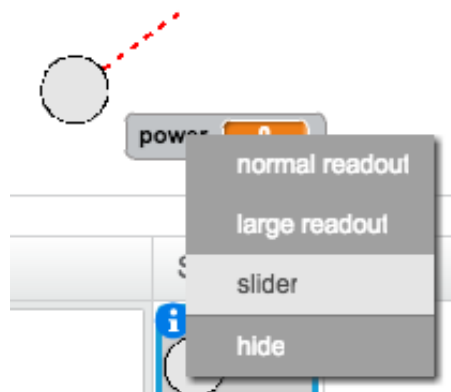 power
normal readout
large readout
slider
hide